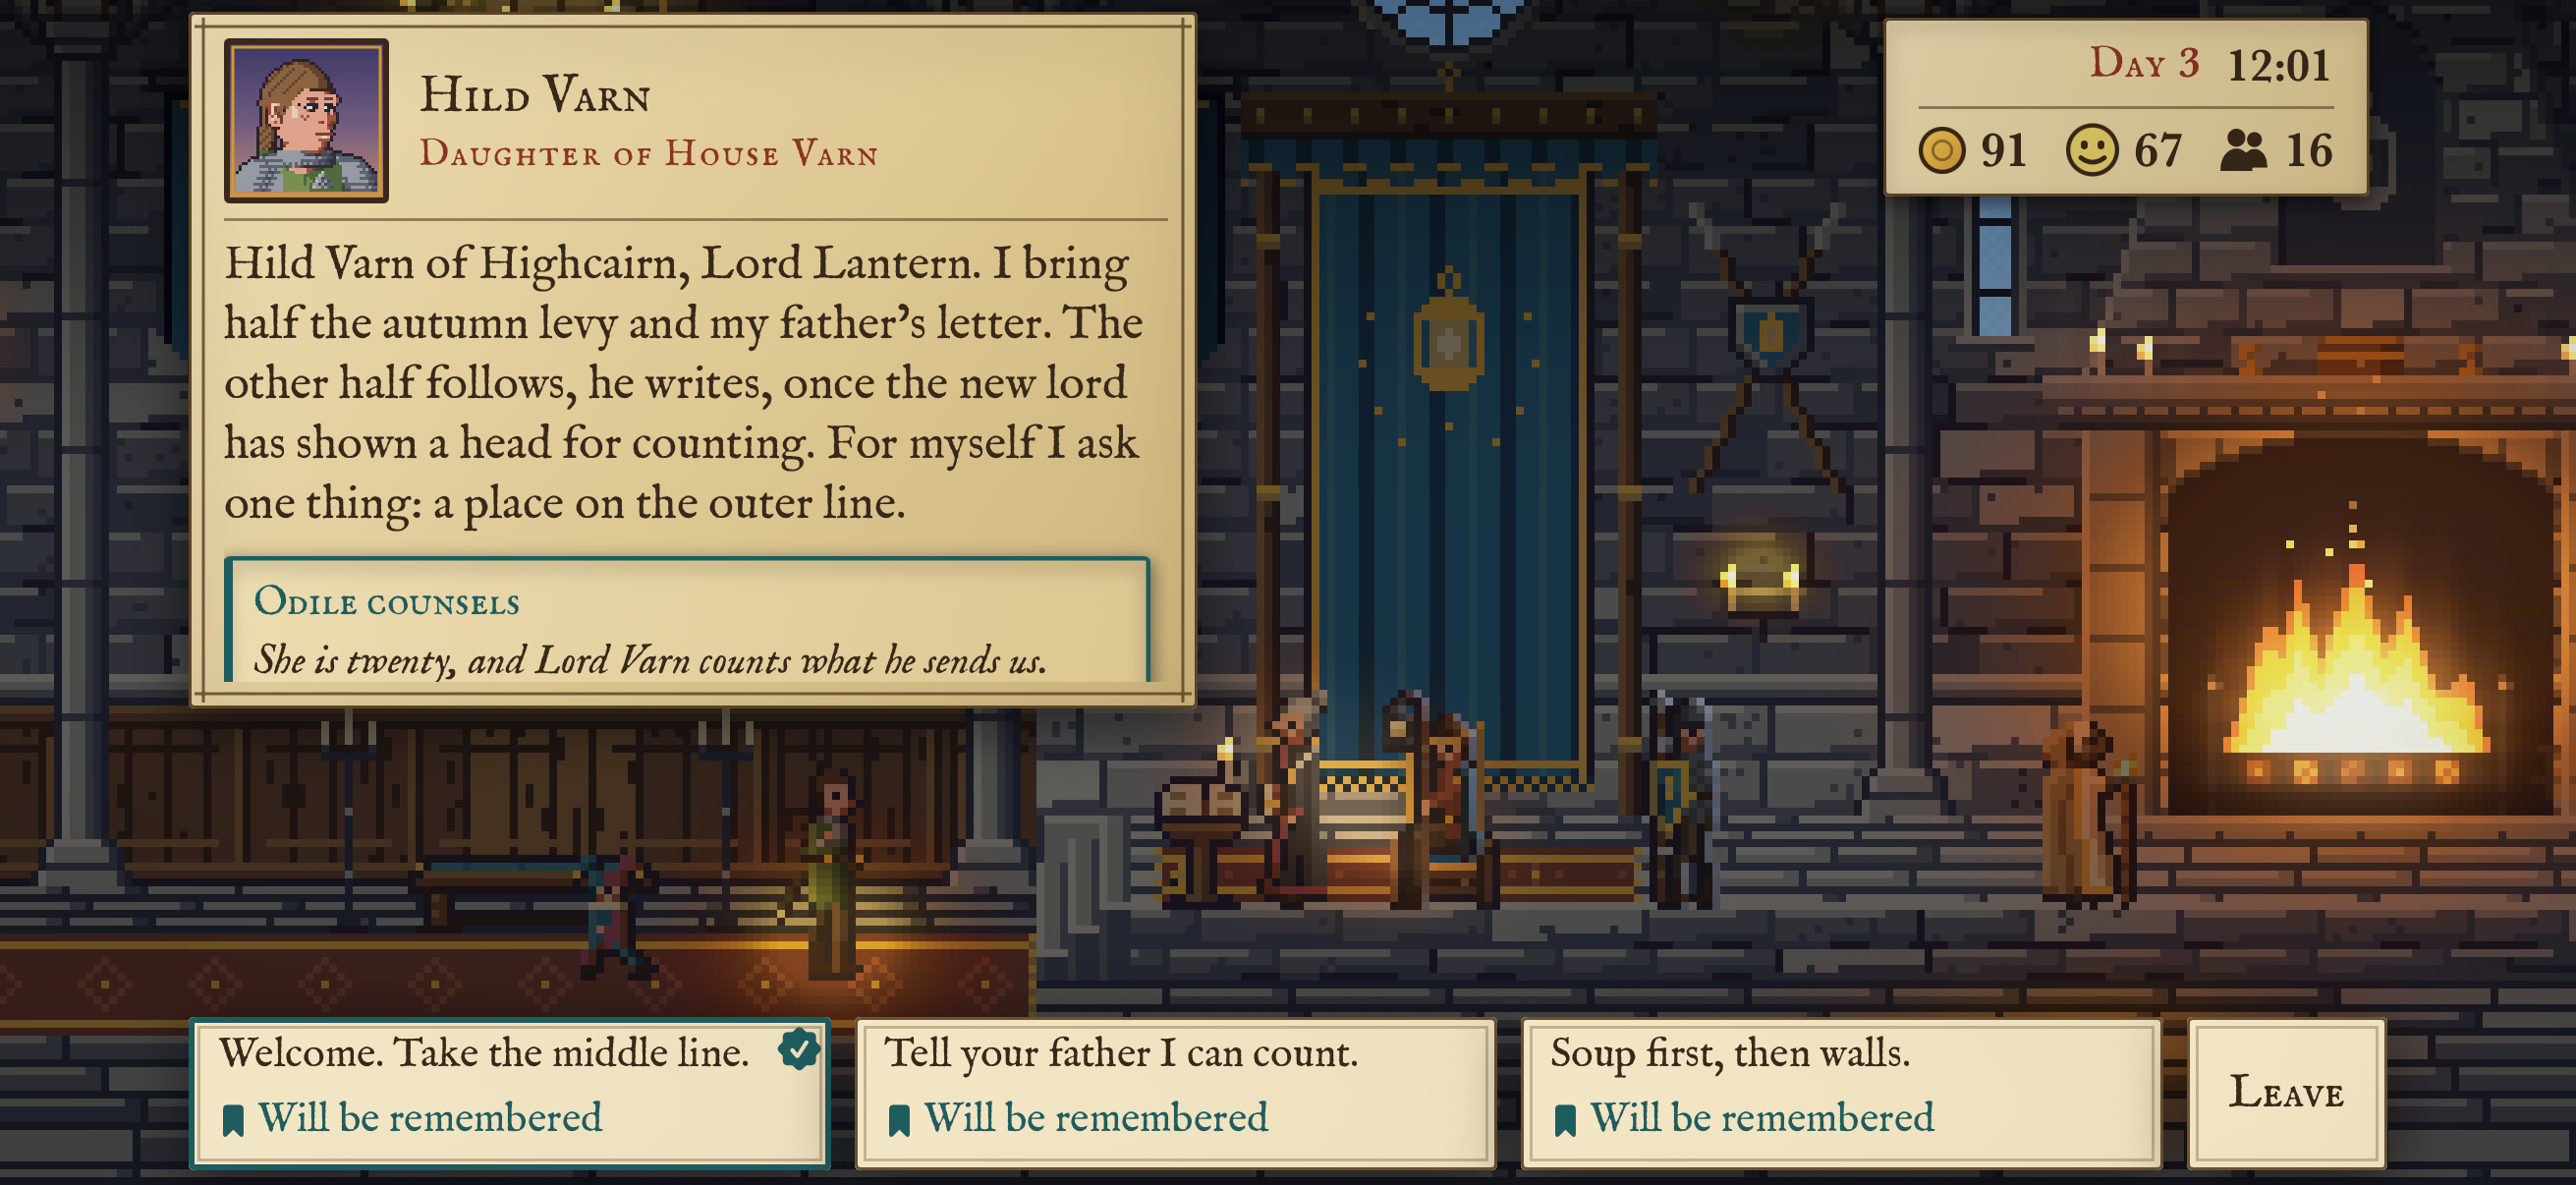 Hild Varn
Daughter of House Varn
Hild Varn of Highcairn, Lord Lantern. I bring
half the autumn levy and my father’s letter. The
other half follows, he writes, once the new lord
has shown a head for counting. For myself I ask
one thing: a place on the outer line.
Odile counsels
She is twenty, and Lord Varn counts what he sends us.
Day 3 12:01
91 67 16
Welcome. Take the middle line.
Will be remembered
Tell your father I can count.
Will be remembered
Soup first, then walls.
Will be remembered
Leave